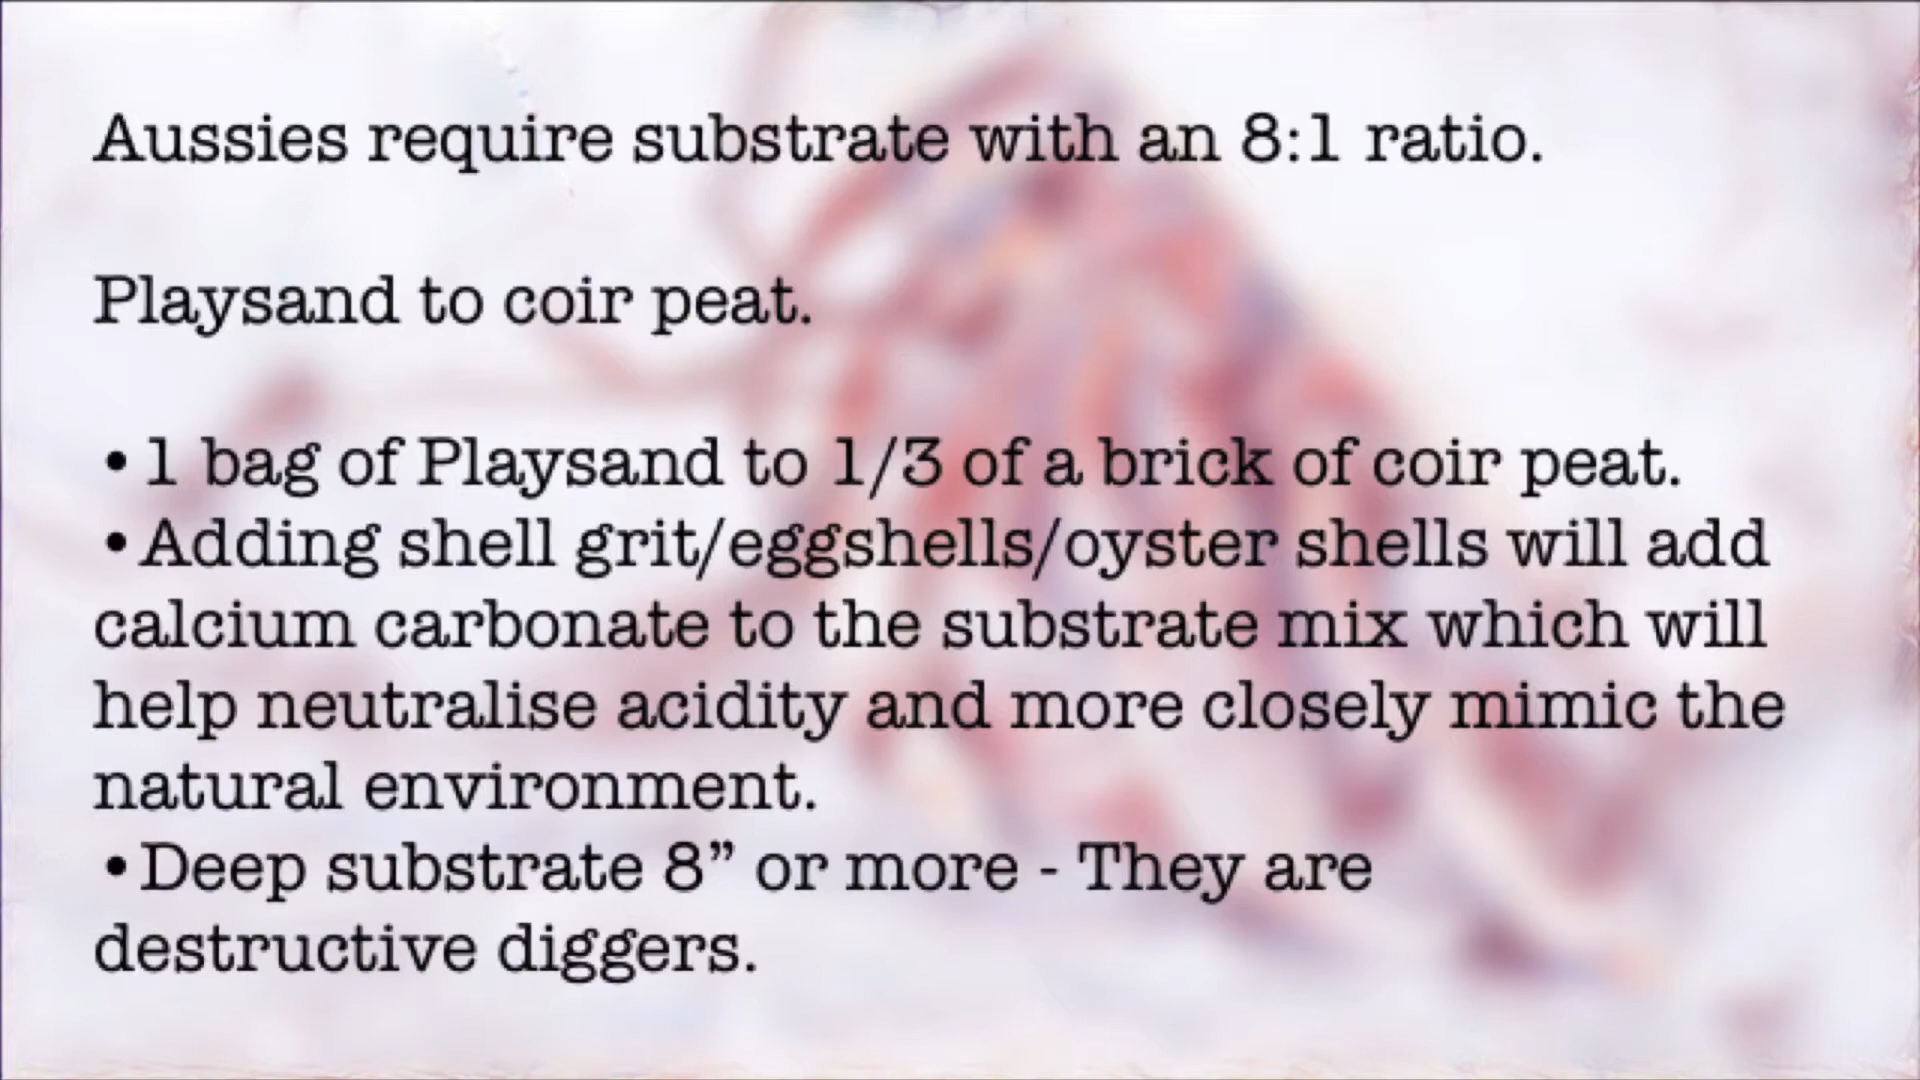 Aussies require substrate with an 8:1 ratio.
Playsand to coir peat.
• 1 bag of Playsand to 1/3 of a brick of coir peat.
• Adding shell grit/eggshells/oyster shells will add
calcium carbonate to the substrate mix which will
help neutralise acidity and more closely mimic the
natural environment.
• Deep substrate 8” or more - They are
destructive diggers.